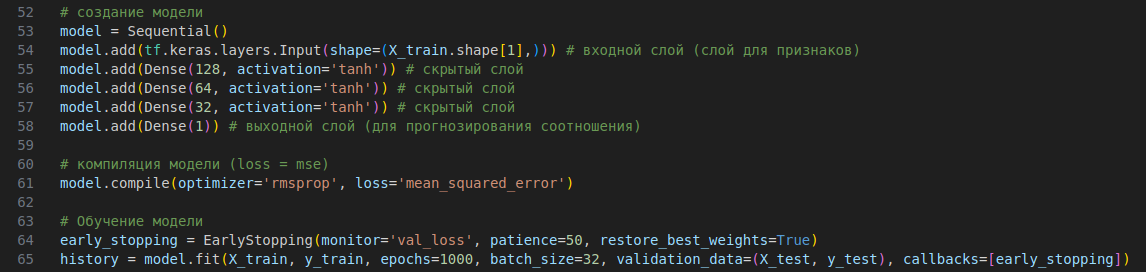 52 # создание модели
53 model = Sequential()
54 model.add(tf.keras.layers.Input(shape=(X_train.shape[1],))) # входной слой (слой для признаков)
55 model.add(Dense(128, activation='tanh')) # скрытый слой
56 model.add(Dense(64, activation='tanh')) # скрытый слой
57 model.add(Dense(32, activation='tanh')) # скрытый слой
58 model.add(Dense(1)) # выходной слой (для прогнозирования соотношения)
59
60 # компиляция модели (loss = mse)
61 model.compile(optimizer='rmsprop', loss='mean_squared_error')
62
63 # Обучение модели
64 early_stopping = EarlyStopping(monitor='val_loss', patience=50, restore_best_weights=True)
65 history = model.fit(X_train, y_train, epochs=1000, batch_size=32, validation_data=(X_test, y_test), callbacks=[early_stopping])